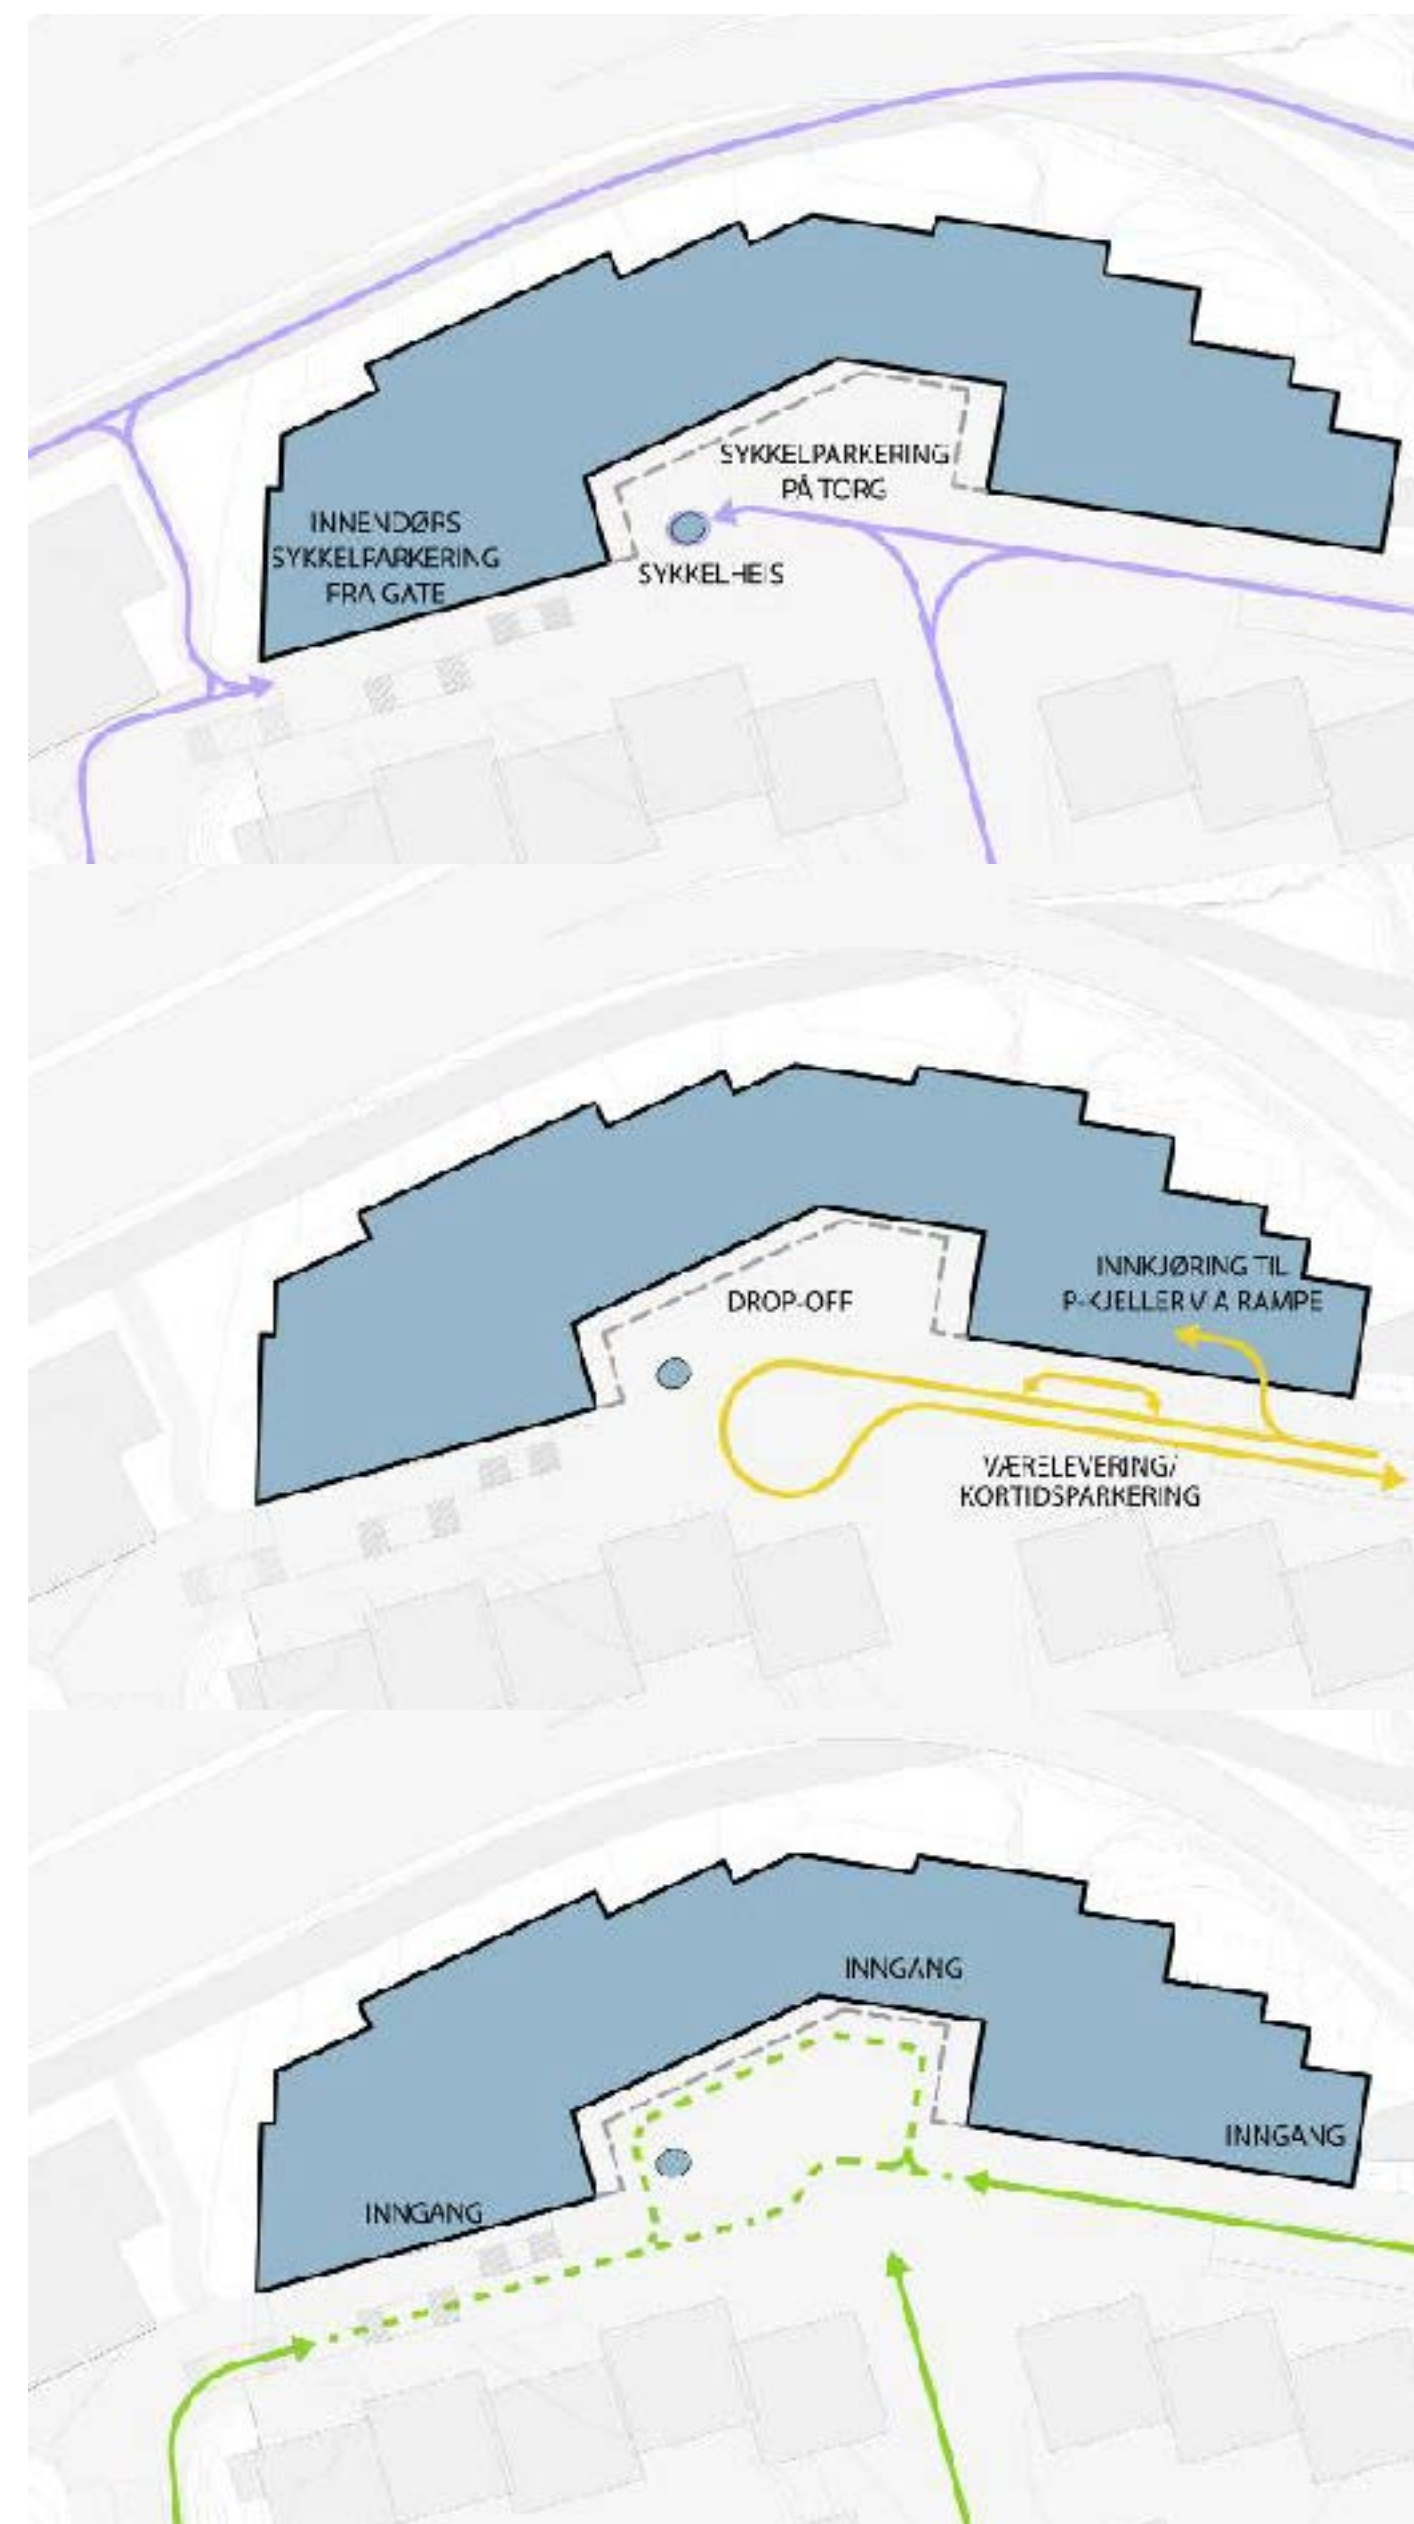 SYKKELPARKERING
PÅ TORG
INNENDØRS
SYKKELPARKERING
FRA GATE
SYKKELHEIS
INNKJØRING TIL
P-KJELLER VIA RAMPE
DROP-OFF
VÆRELEVERING/
KORTIDSPARKERING
INNGANG
INNGANG
INNGANG